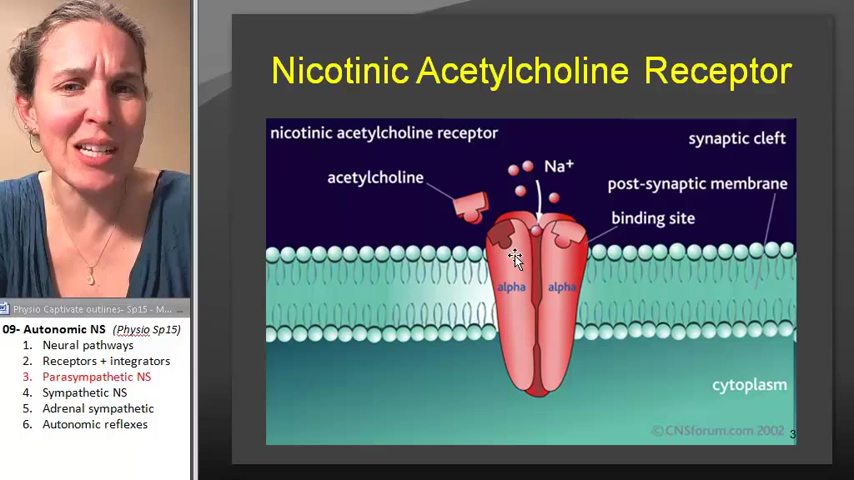 Nicotinic Acetylcholine Receptor
nicotinic acetylcholine receptor
synaptic cleft
Na+
acetylcholine
post-synaptic membrane
binding site
alpha
alpha
cytoplasm
©CNSforum.com 2002
3
Physio Captivate outlines- Sp15 - M...
09- Autonomic NS (Physio Sp15)
1. Neural pathways
2. Receptors + integrators
3. Parasympathetic NS
4. Sympathetic NS
5. Adrenal sympathetic
6. Autonomic reflexes